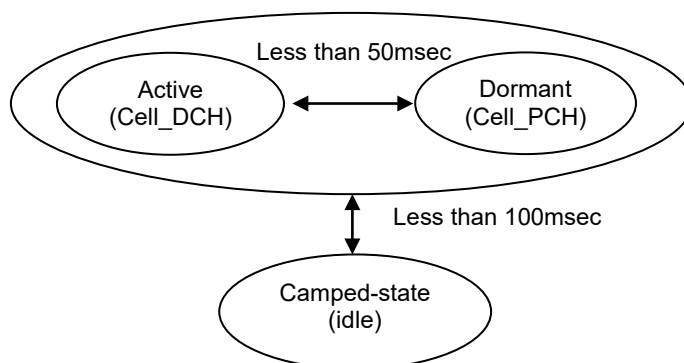 Less than 50msec
Active
(Cell_DCH)
Dormant
(Cell_PCH)
Less than 100msec
Camped-state
(idle)